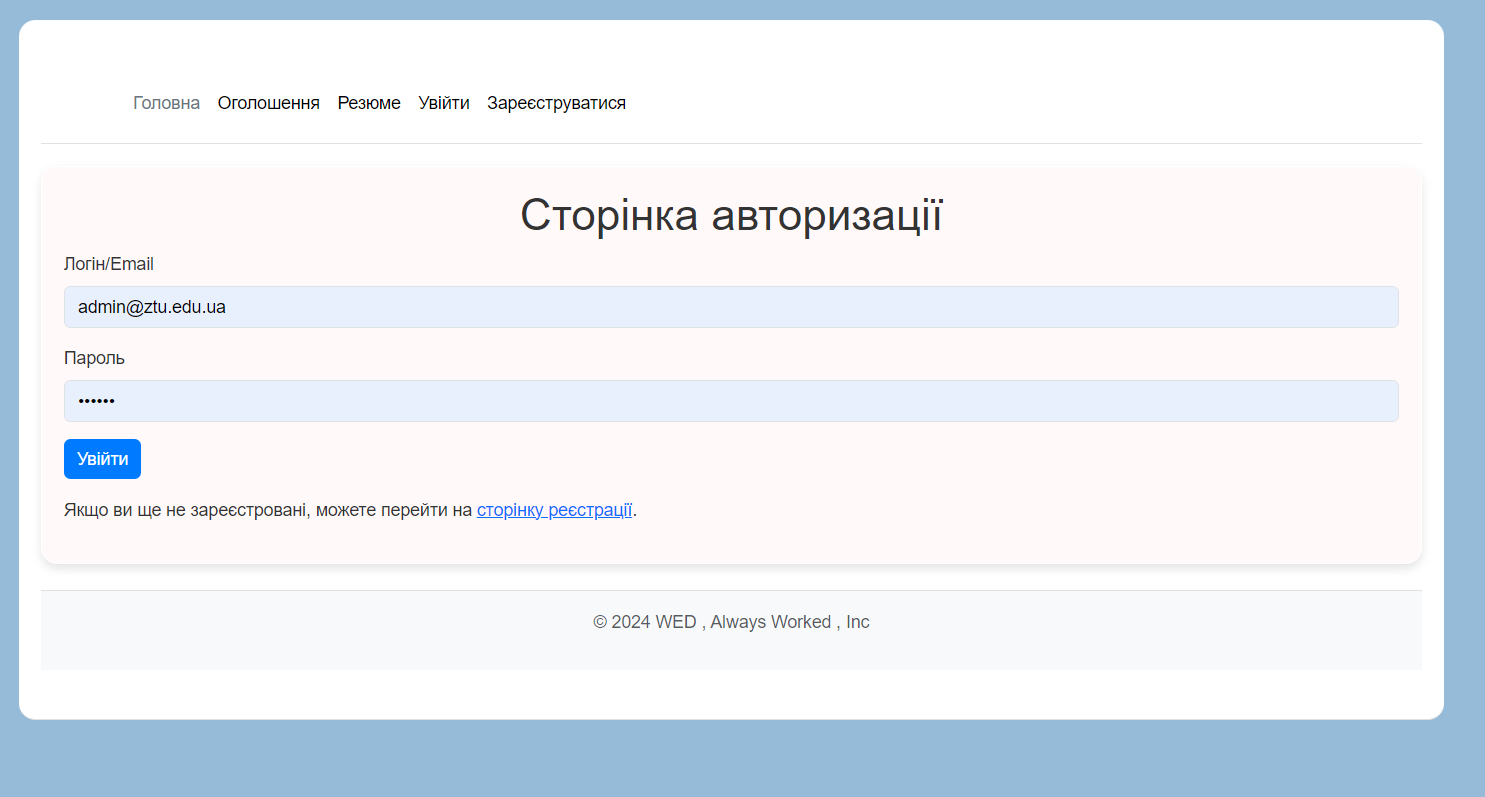 Головна Оголошення Резюме Увійти Зареєструватися
Сторінка авторизації
Логін/Email
admin@ztu.edu.ua
Пароль
••••••
Увійти
Якщо ви ще не зареєстровані, можете перейти на сторінку реєстрації.
© 2024 WED , Always Worked , Inc